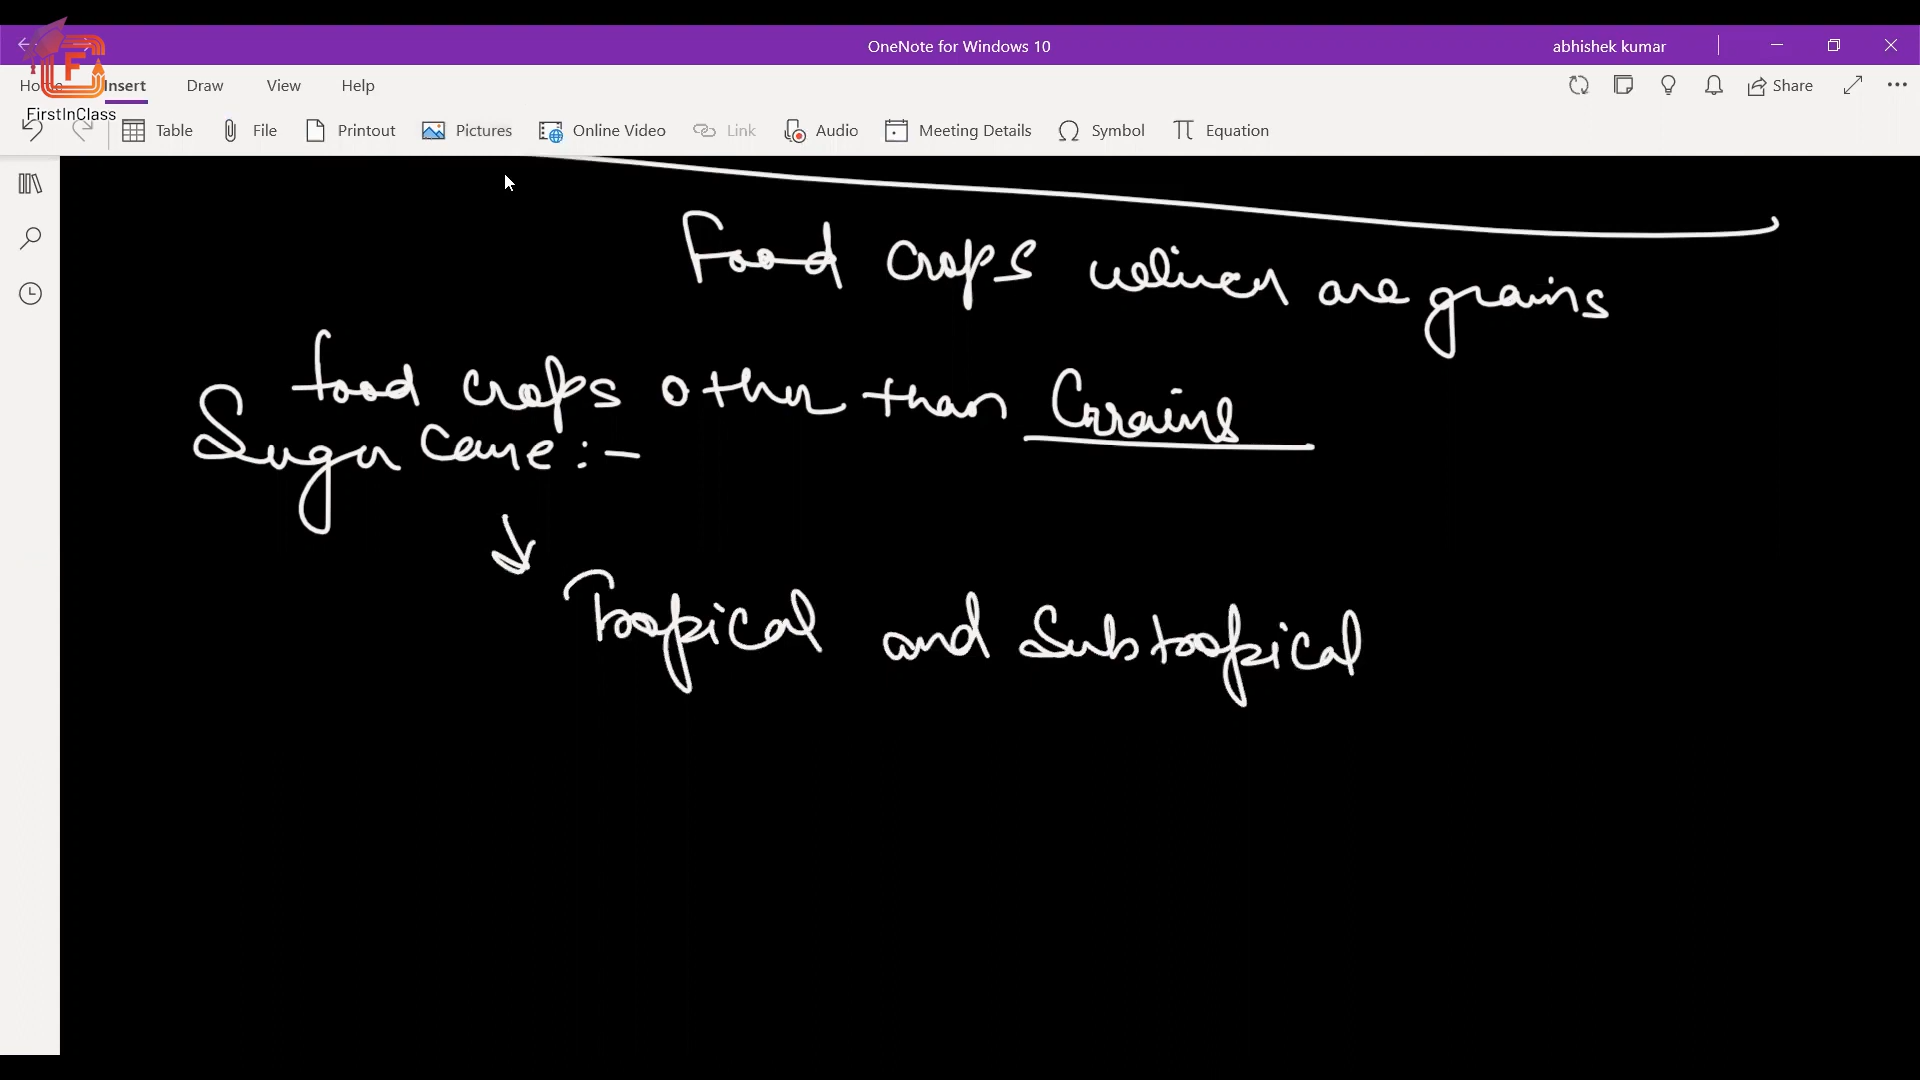 OneNote for Windows 10
abhishek kumar
Insert Draw View Help
Share
FirstInClass
Table File Printout Pictures Online Video Link Audio Meeting Details Symbol Equation
Food crops which are grains
food crops other than Grains
Sugar cane :-
Tropical and Subtropical